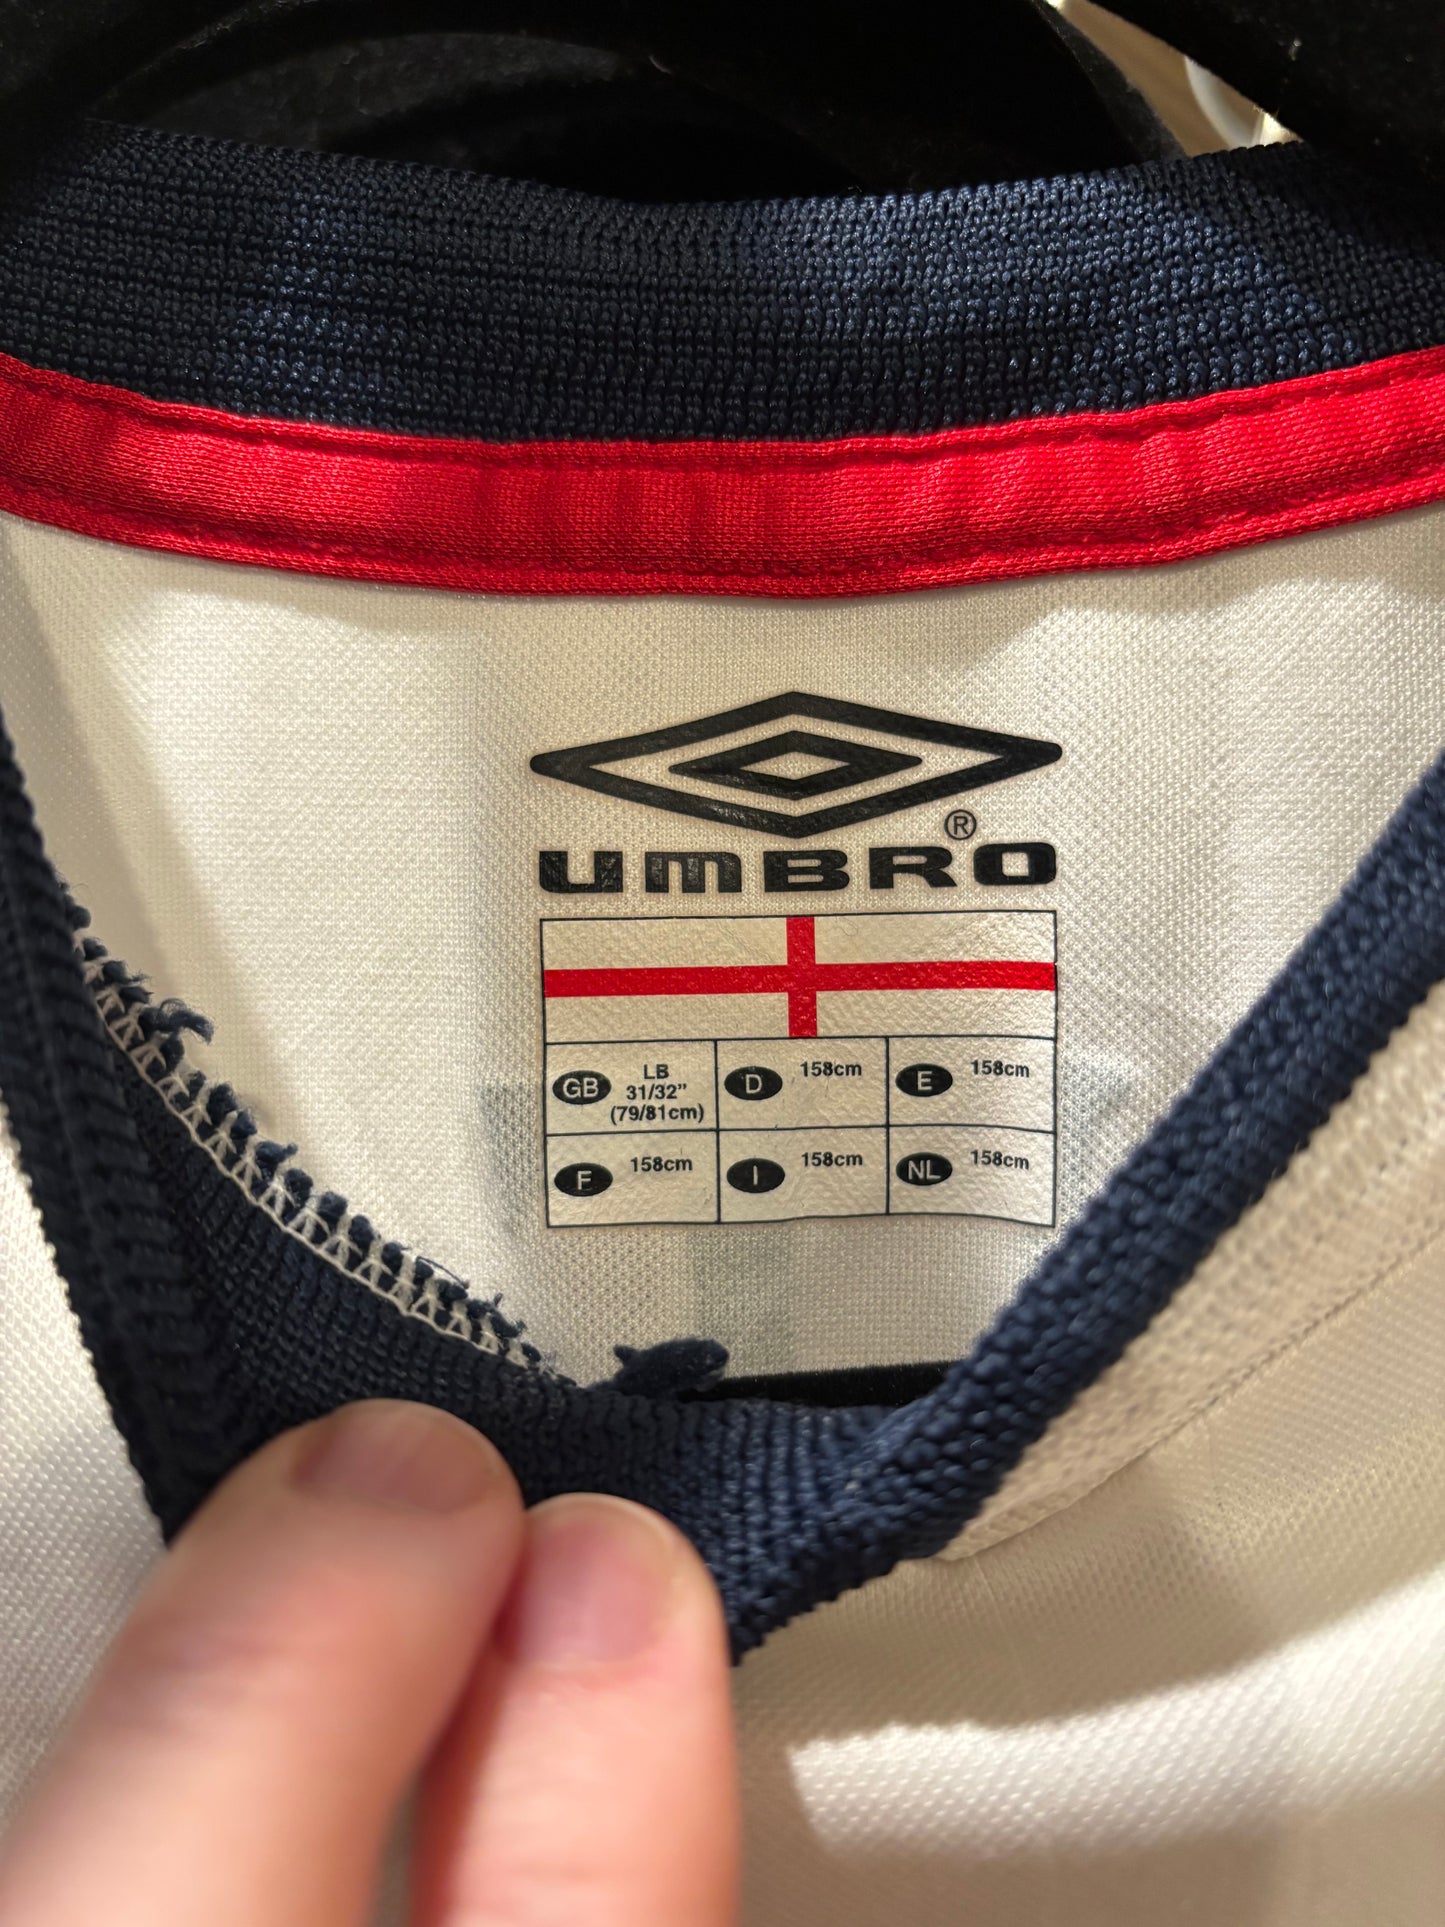 ®
UMBRO
GB LB
31/32"
(79/81cm)
D 158cm
E 158cm
F 158cm
I 158cm
NL 158cm